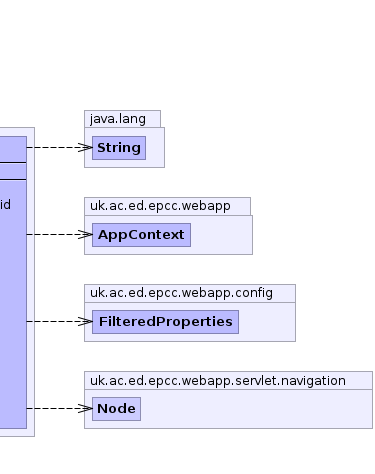 java.lang
String
id
uk.ac.ed.epcc.webapp
AppContext
uk.ac.ed.epcc.webapp.config
FilteredProperties
uk.ac.ed.epcc.webapp.servlet.navigation
Node